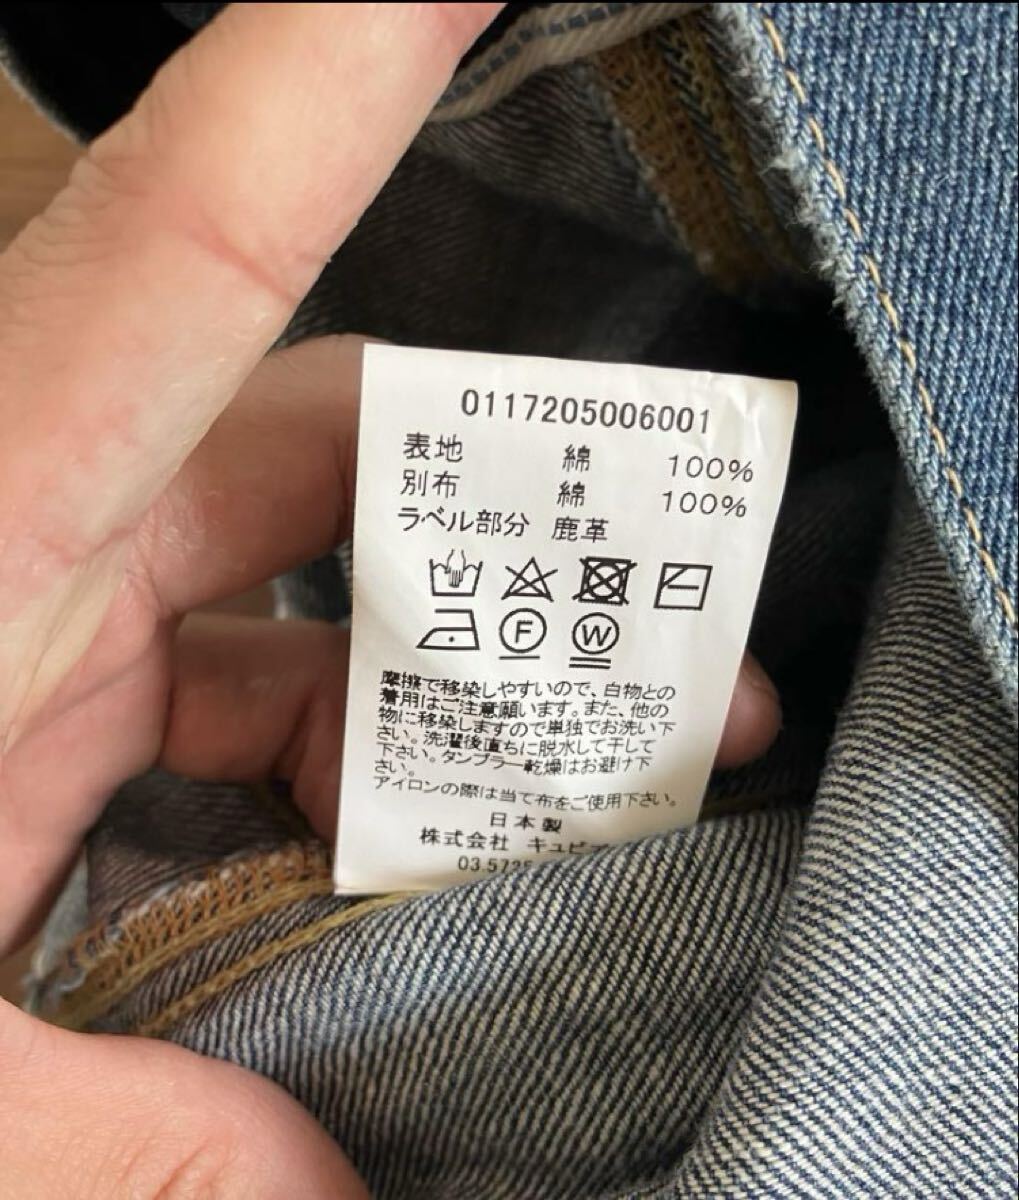 0117205006001
表地 綿 100%
別布 綿 100%
ラベル部分 鹿革
F W
摩擦で移染しやすいので、白物との
着用はご注意願います。また、他の
物に移染しますので単独でお洗い下
さい。洗濯後直ちに脱水して干して
下さい。タンブラー乾燥はお避け下
さい。
アイロンの際は当て布をご使用下さい。
日本製
株式会社 キュビ
03.5725